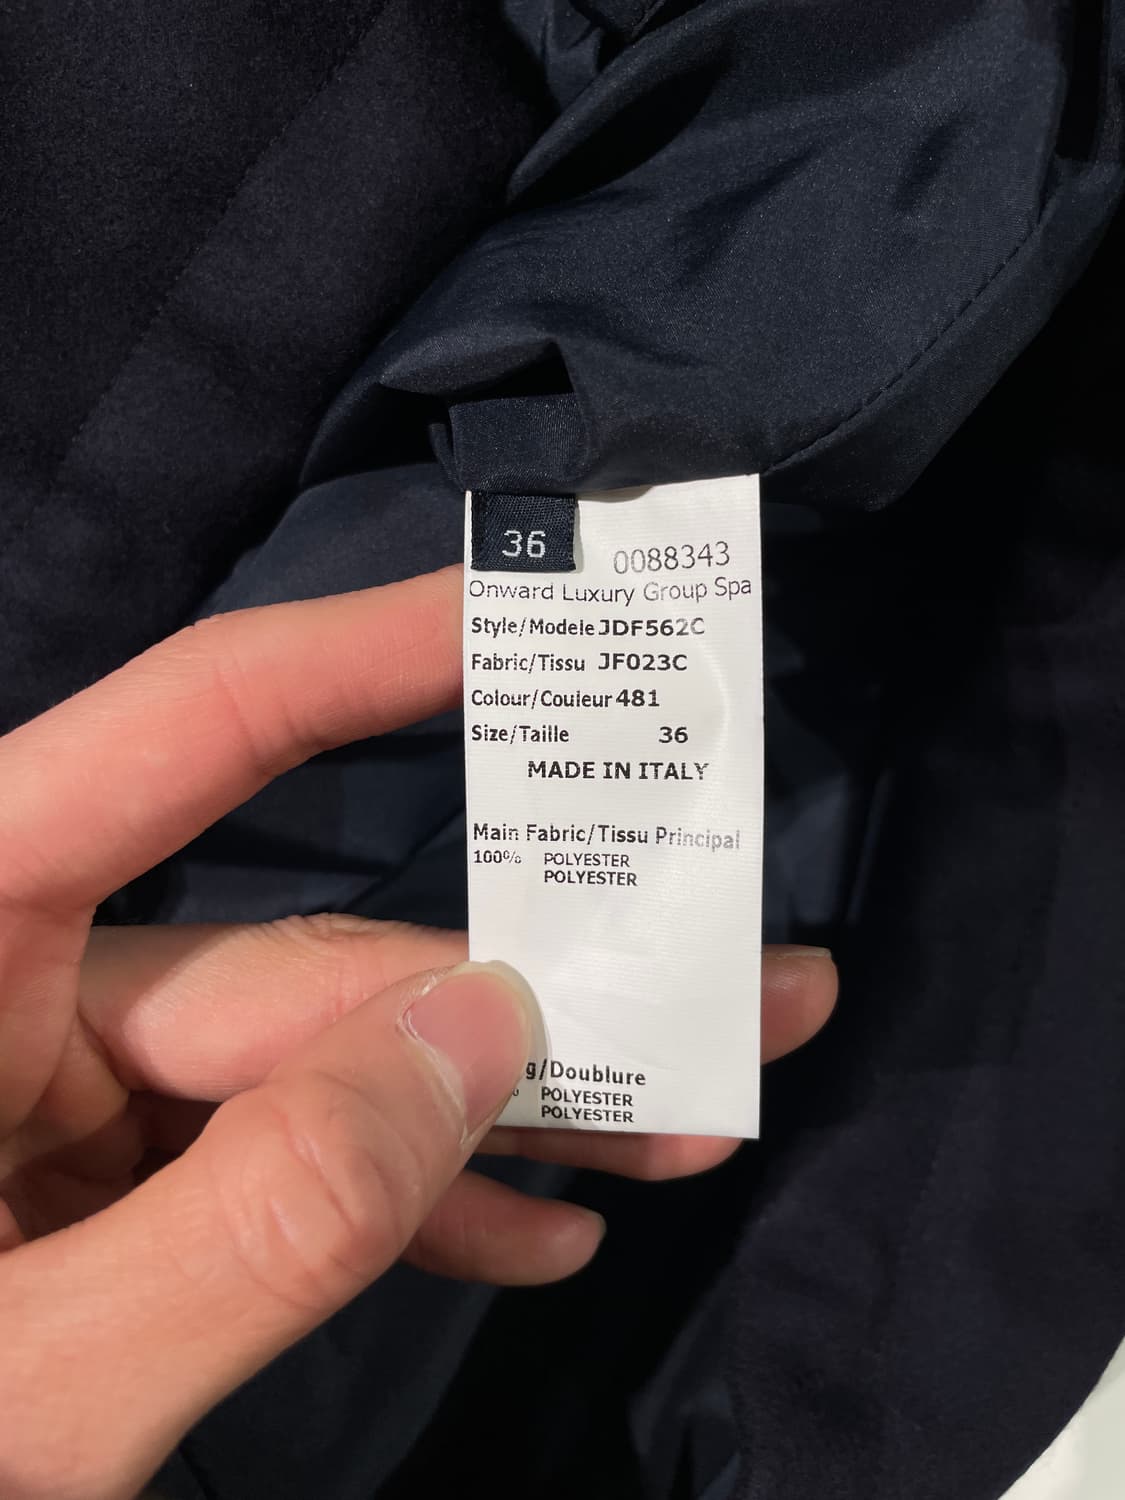 36
0088343
Onward Luxury Group Spa
Style/Modele JDF562C
Fabric/Tissu JF023C
Colour/Couleur 481
Size/Taille 36
MADE IN ITALY
Main Fabric/Tissu Principal
100% POLYESTER
POLYESTER
g/Doublure
POLYESTER
POLYESTER